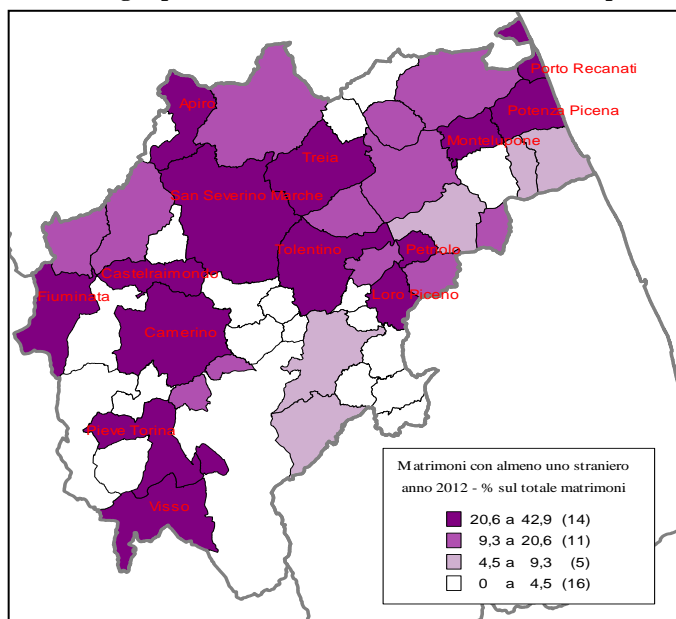 Porto Recanati
Apiro
Potenza Picena
Montelupone
Treia
San Severino Marche
Tolentino
Petriolo
Castelraimondo
Fiuminata
Loro Piceno
Camerino
Pieve Torina
Visso
Matrimoni con almeno uno straniero
anno 2012 - % sul totale matrimoni
20,6 a 42,9 (14)
9,3 a 20,6 (11)
4,5 a 9,3 (5)
0 a 4,5 (16)